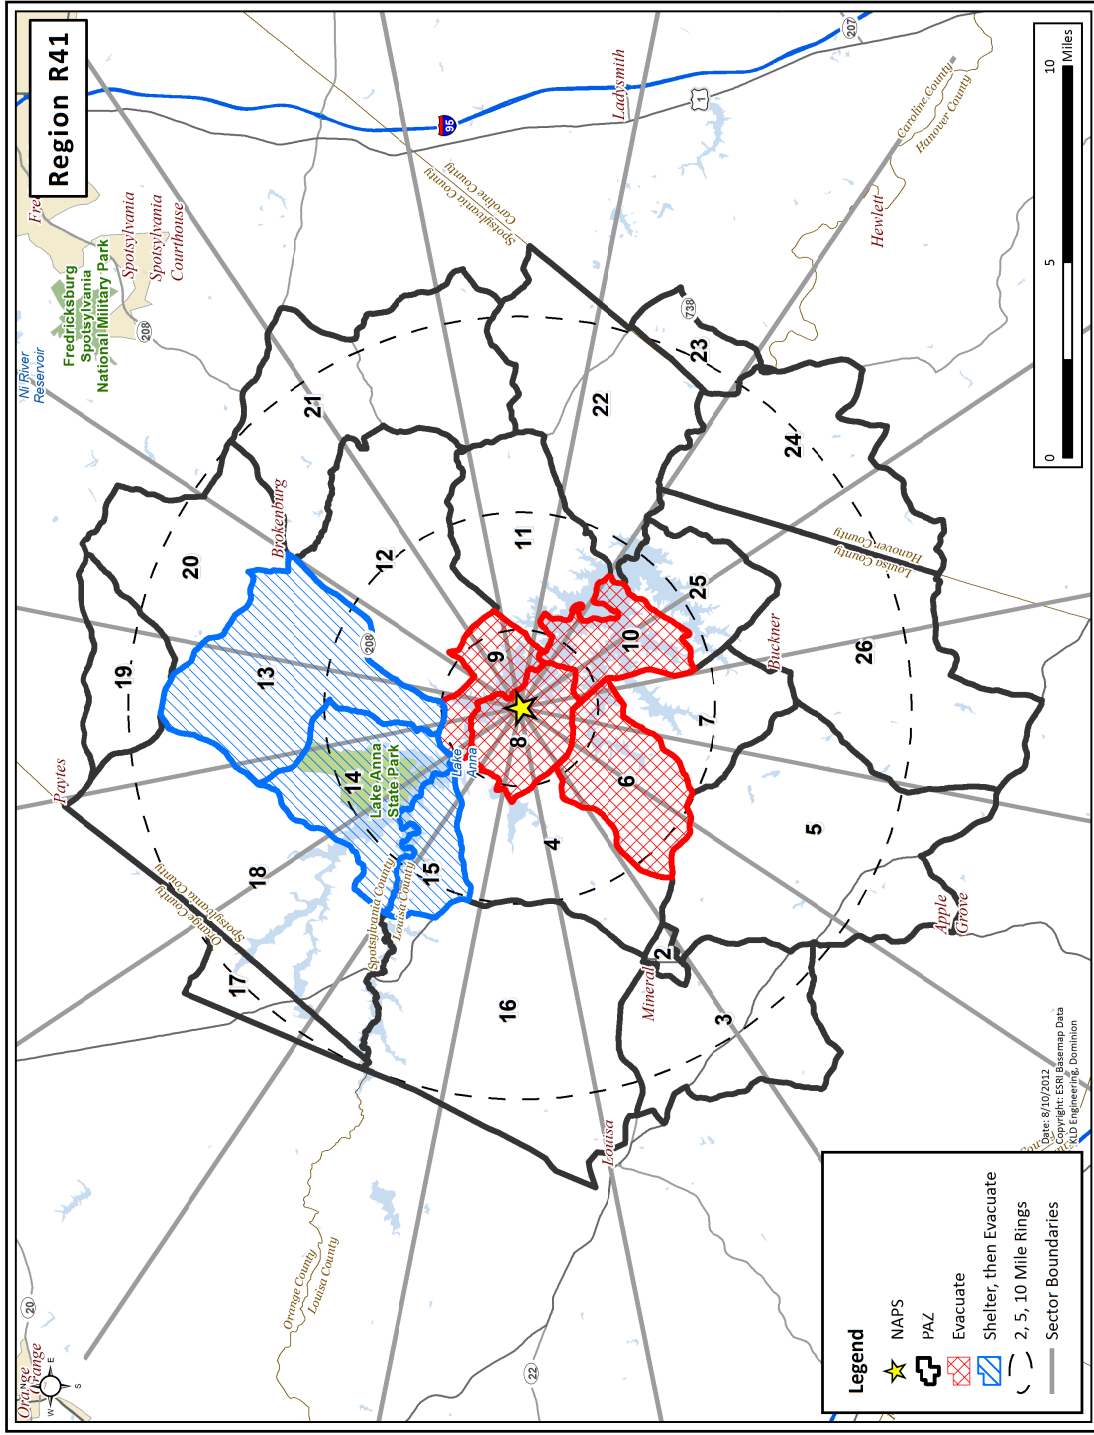 Region R41
Orange
Orange
20
N
E
S
W
Fre
Spotsylvania
Spotsylvania
Courthouse
Fredricksburg
Spotsylvania
National Military Park
Ni River
Reservoir
208
95
1
207
Ladysmith
Spotsylvania County
Caroline County
Caroline County
Hanover County
Hewlett
738
Paytes
Brokenburg
Orange County
Spotsylvania County
Spotsylvania County
Louisa County
Orange County
Louisa County
Lake Anna
State Park
Lake
Anna
208
17
18
19
20
21
13
14
15
12
11
22
23
24
9
10
8
4
6
7
25
26
5
16
2
3
Mineral
Louisa
22
Buckner
Apple
Grove
Louisa County
Hanover County
Legend
NAPS
PAZ
Evacuate
Shelter, then Evacuate
2, 5, 10 Mile Rings
Sector Boundaries
Date: 8/10/2012
Copyright: ESRI Basemap Data
KLD Engineering, Dominion
0
5
10
Miles